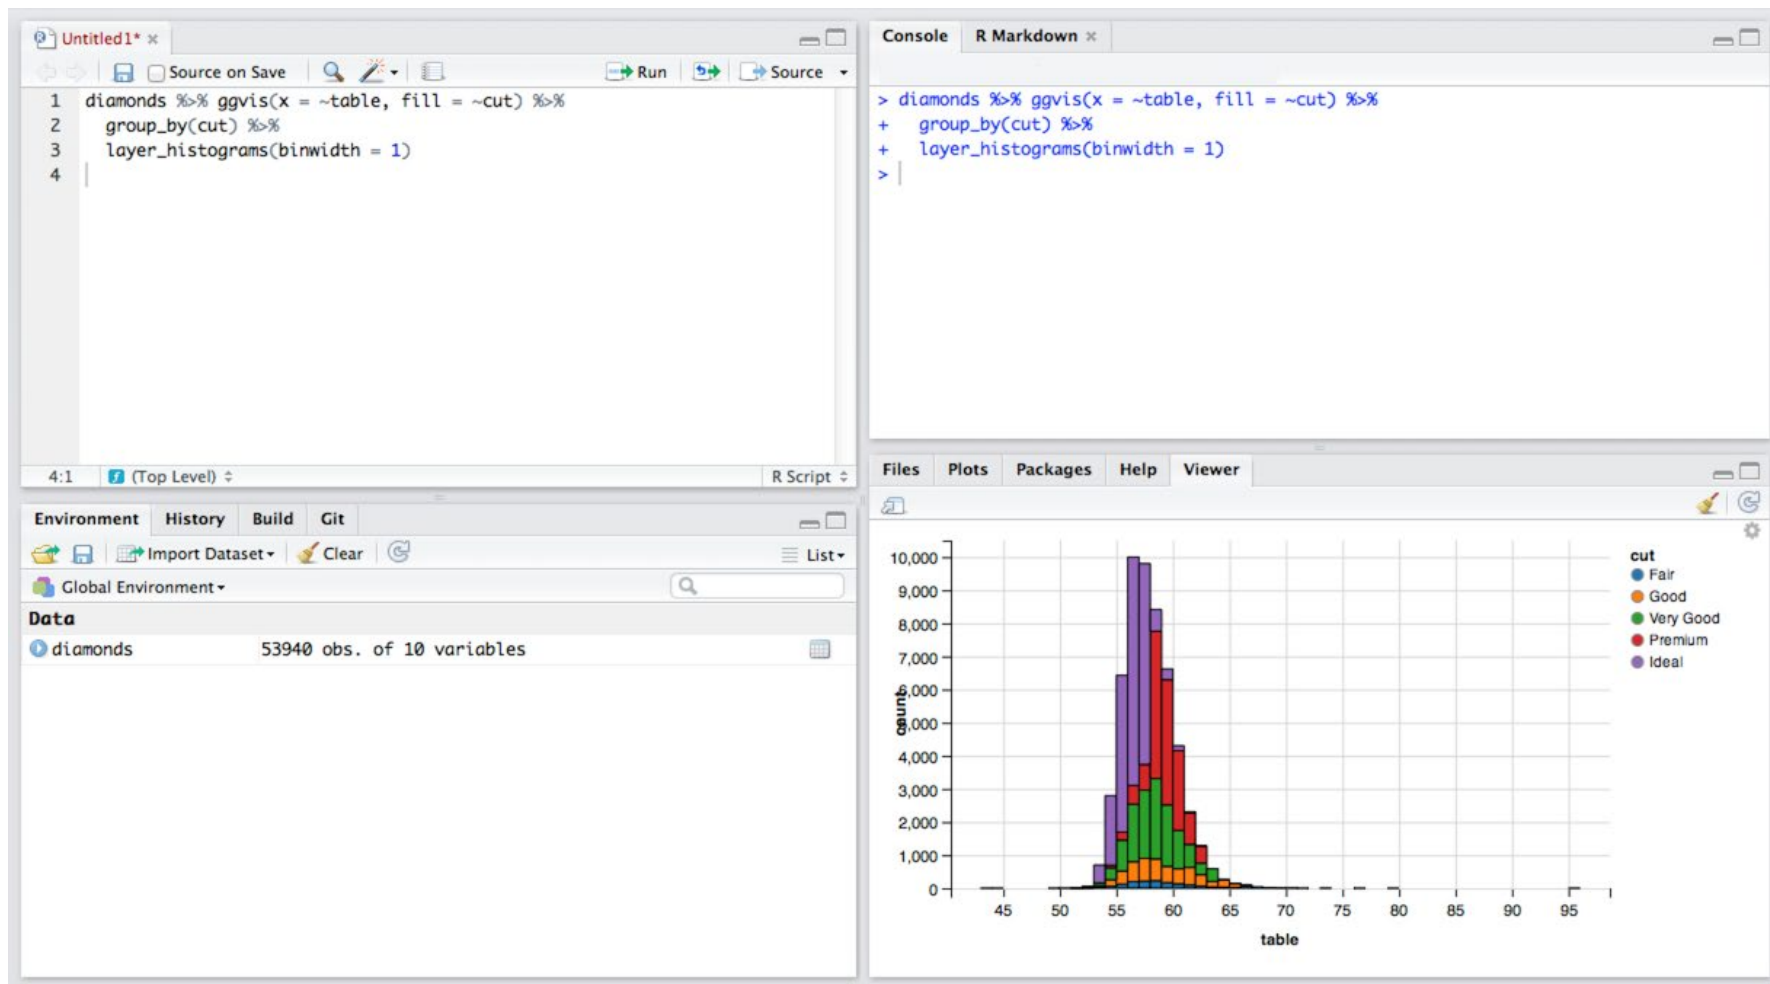 Untitled1*
Source on Save
Run
Source
1 diamonds %>% ggvis(x = ~table, fill = ~cut) %>%
2 group_by(cut) %>%
3 layer_histograms(binwidth = 1)
4
4:1 (Top Level) R Script
Console R Markdown
> diamonds %>% ggvis(x = ~table, fill = ~cut) %>%
+ group_by(cut) %>%
+ layer_histograms(binwidth = 1)
>
Environment History Build Git
Import Dataset Clear List
Global Environment
Data
diamonds 53940 obs. of 10 variables
Files Plots Packages Help Viewer
10,000
9,000
8,000
7,000
6,000
5,000
4,000
3,000
2,000
1,000
0
count
45 50 55 60 65 70 75 80 85 90 95
table
cut
Fair
Good
Very Good
Premium
Ideal